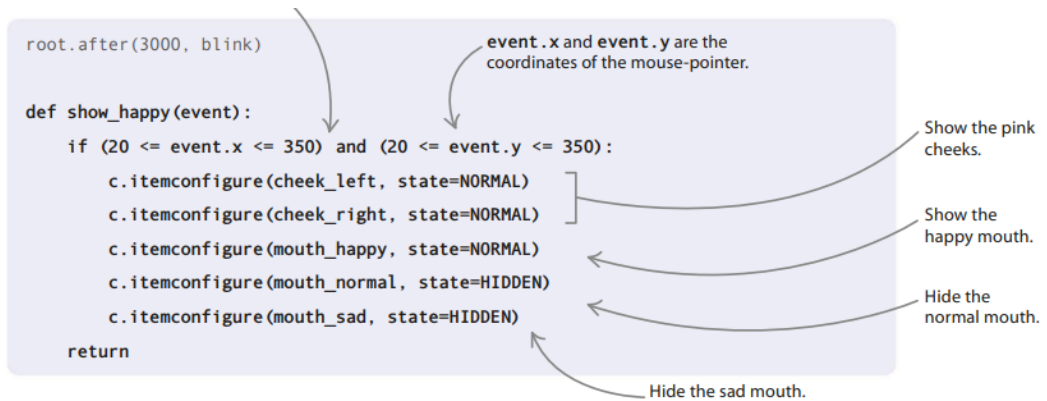 root.after(3000, blink)
event.x and event.y are the
coordinates of the mouse-pointer.
def show_happy(event):
if (20 <= event.x <= 350) and (20 <= event.y <= 350):
c.itemconfigure(cheek_left, state=NORMAL)
c.itemconfigure(cheek_right, state=NORMAL)
c.itemconfigure(mouth_happy, state=NORMAL)
c.itemconfigure(mouth_normal, state=HIDDEN)
c.itemconfigure(mouth_sad, state=HIDDEN)
return
Show the pink
cheeks.
Show the
happy mouth.
Hide the
normal mouth.
Hide the sad mouth.